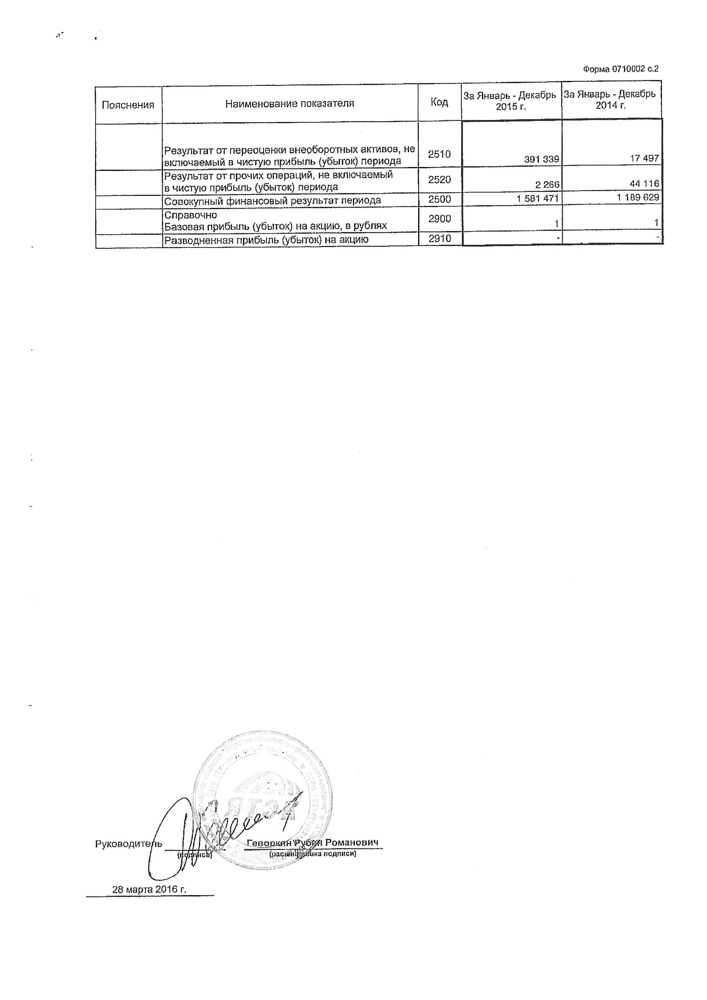 Форма 0710002 с.2
Пояснения
Наименование показателя
Код
За Январь - Декабрь
2015 г.
За Январь - Декабрь
2014 г.
Результат от переоценки внеоборотных активов, не
включаемый в чистую прибыль (убыток) периода
2510
391 339
17 497
Результат от прочих операций, не включаемый
в чистую прибыль (убыток) периода
2520
2 266
44 116
Совокупный финансовый результат периода
2500
1 581 471
1 189 629
Справочно
Базовая прибыль (убыток) на акцию, в рублях
2900
1
1
Разводненная прибыль (убыток) на акцию
2910
-
-
топливно-энергетическая компания"
ЯТЭК
Руководитель
Геворкян Рубен Романович
(подпись)
(расшифровка подписи)
28 марта 2016 г.